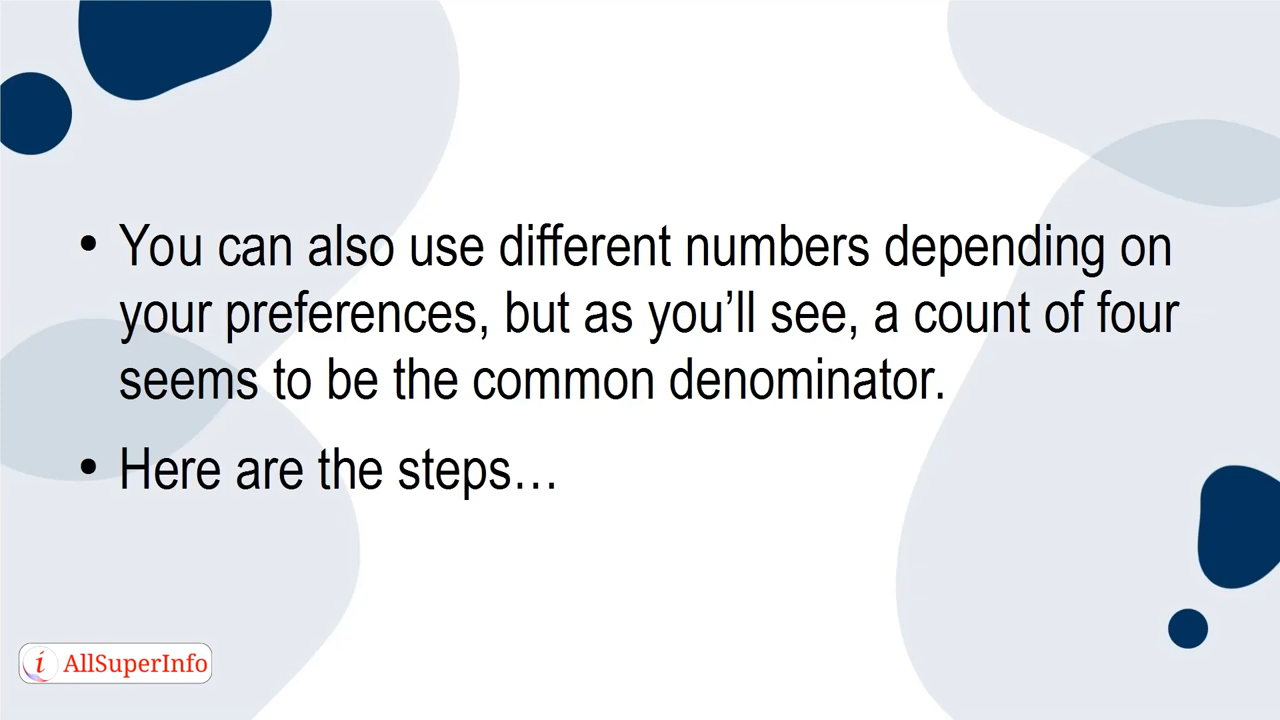 • You can also use different numbers depending on
your preferences, but as you’ll see, a count of four
seems to be the common denominator.
• Here are the steps…
i AllSuperInfo